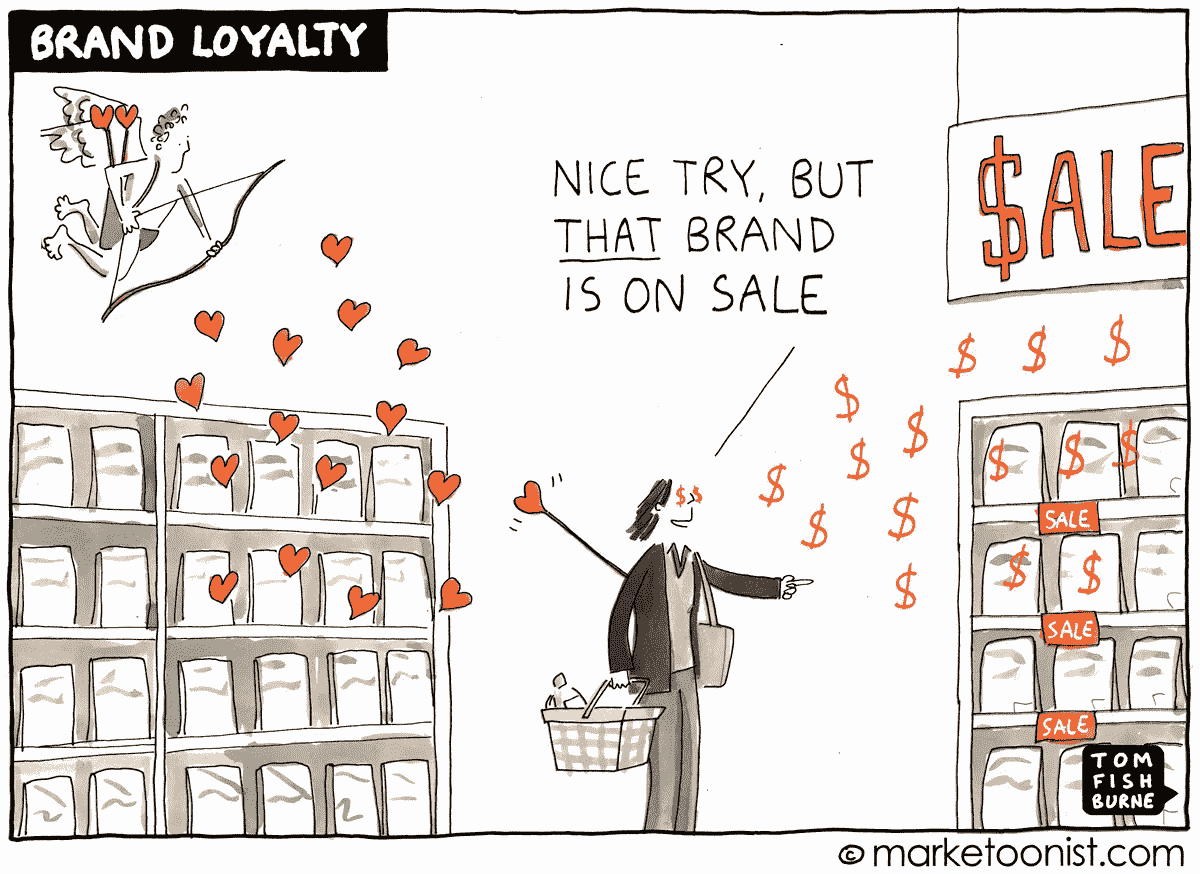 BRAND LOYALTY
NICE TRY, BUT
THAT BRAND
IS ON SALE
$ALE
SALE
SALE
SALE
TOM
FISH
BURNE
© marketoonist.com